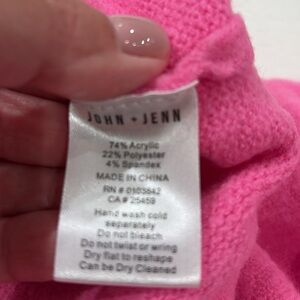 JOHN + JENN
74% Acrylic
22% Polyester
4% Spandex
MADE IN CHINA
RN # 0103642
CA # 25459
Hand wash cold
separately
Do not bleach
Do not twist or wring
Dry flat to reshape
Can be Dry Cleaned